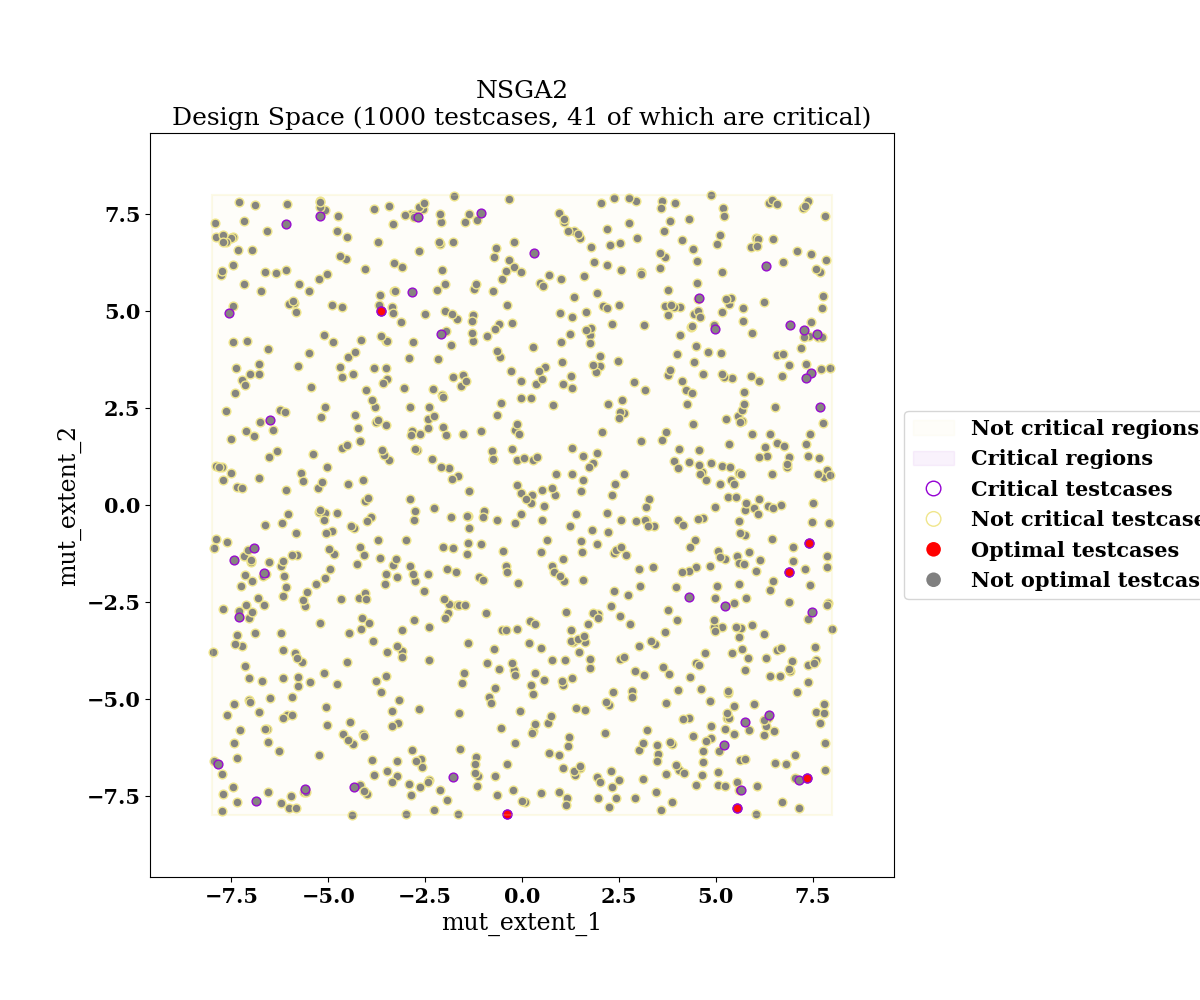 NSGA2
Design Space (1000 testcases, 41 of which are critical)
mut_extent_2
7.5
5.0
2.5
0.0
−2.5
−5.0
−7.5
−7.5 −5.0 −2.5 0.0 2.5 5.0 7.5
mut_extent_1
Not critical regions
Critical regions
Critical testcases
Not critical testcase
Optimal testcases
Not optimal testcas